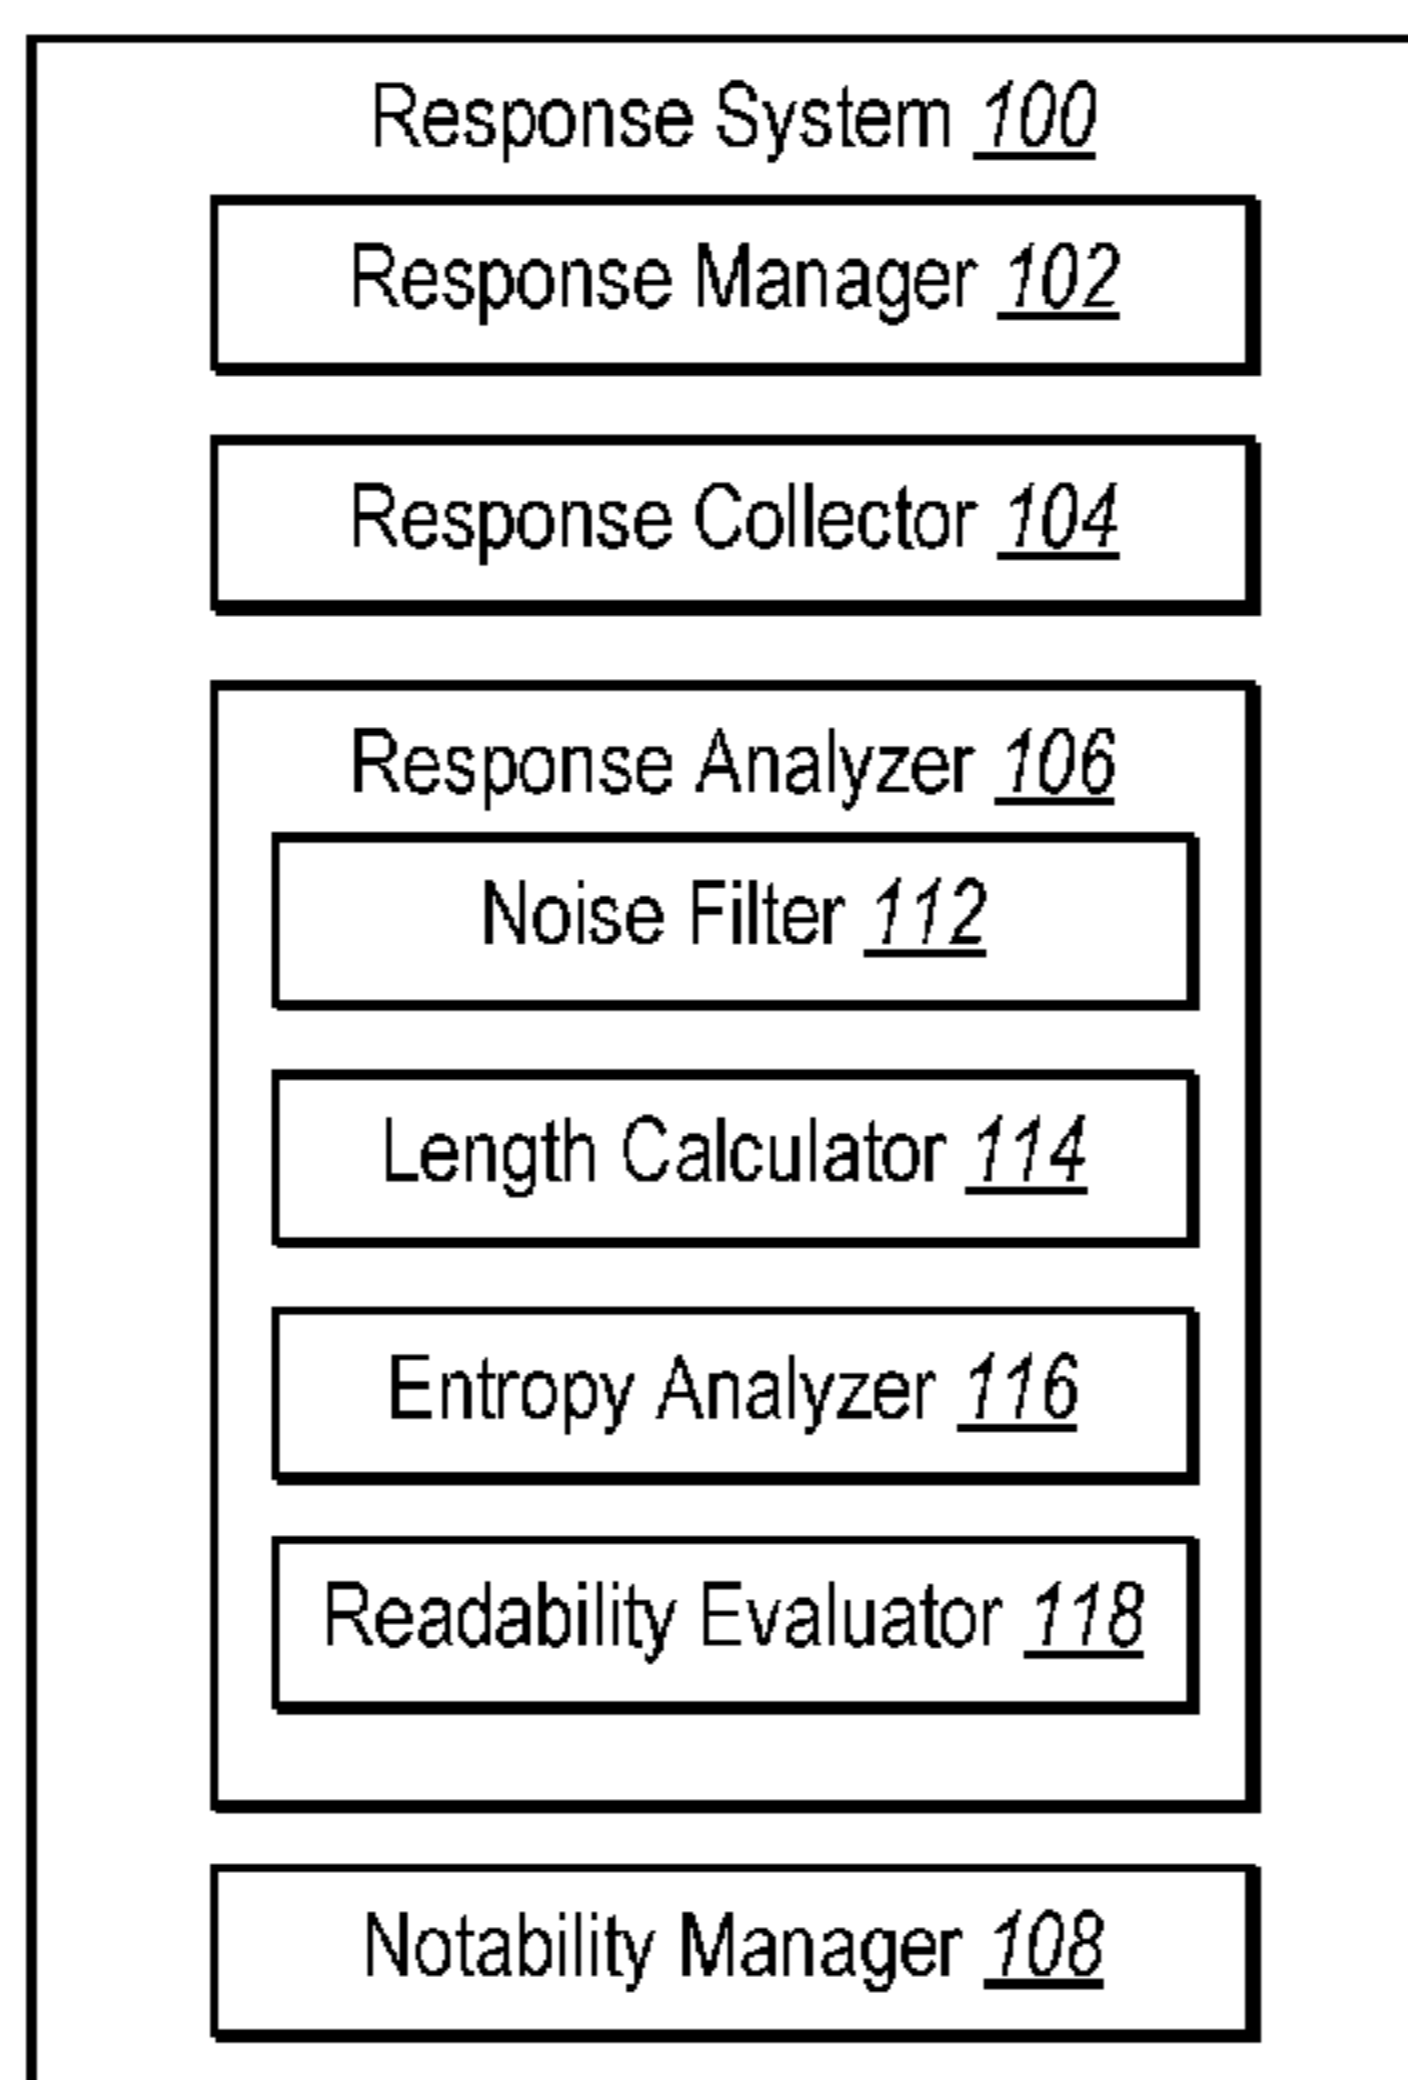 Response System 100
Response Manager 102
Response Collector 104
Response Analyzer 106
Noise Filter 112
Length Calculator 114
Entropy Analyzer 116
Readability Evaluator 118
Notability Manager 108